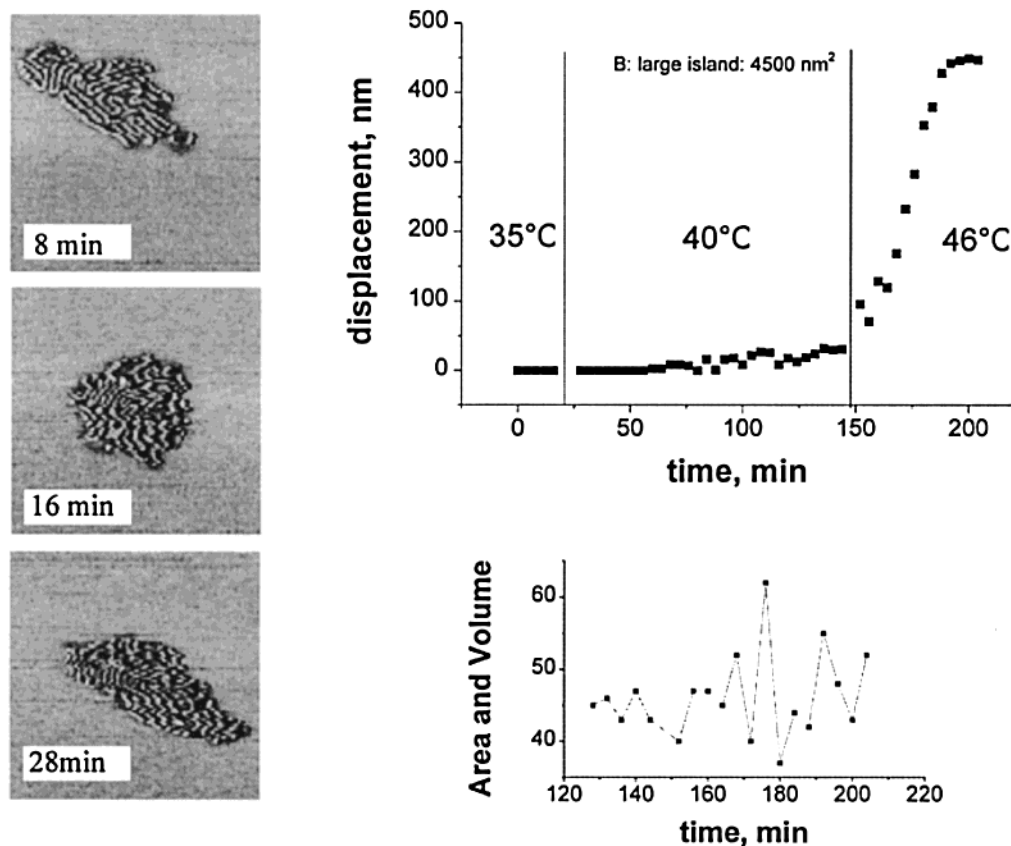 8 min
16 min
28min
500
400
300
200
100
0
displacement, nm
B: large island: 4500 nm²
35°C
40°C
46°C
0
50
100
150
200
time, min
Area and Volume
60
50
40
120
140
160
180
200
220
time, min